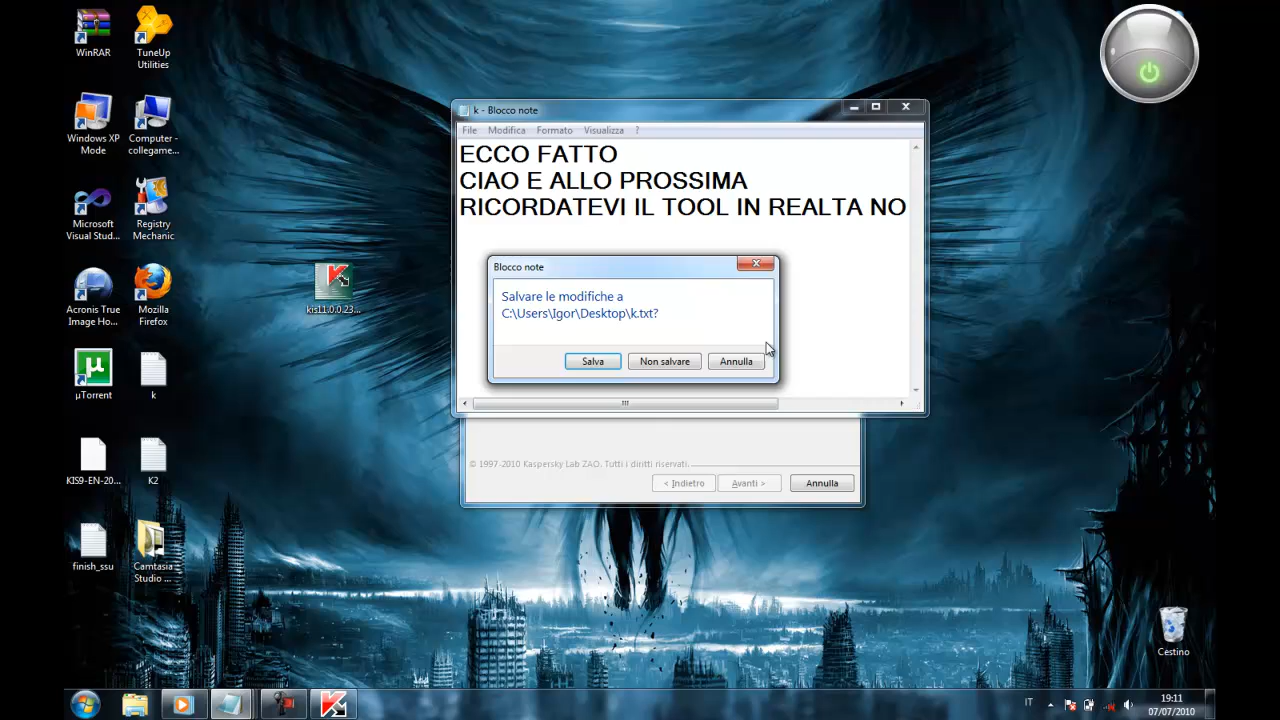 WinRAR
TuneUp
Utilities
Windows XP
Mode
Computer -
collegame...
Microsoft
Visual Stud...
Registry
Mechanic
Acronis True
Image Ho...
Mozilla
Firefox
µTorrent
k
KIS9-EN-20...
K2
finish_ssu
Camtasia
Studio ...
kis11.0.0.23...
k - Blocco note
File Modifica Formato Visualizza ?
ECCO FATTO
CIAO E ALLO PROSSIMA
RICORDATEVI IL TOOL IN REALTA NO
Blocco note
Salvare le modifiche a
C:\Users\Igor\Desktop\k.txt?
Salva Non salvare Annulla
© 1997-2010 Kaspersky Lab ZAO. Tutti i diritti riservati.
< Indietro Avanti > Annulla
Cestino
IT
19:11
07/07/2010